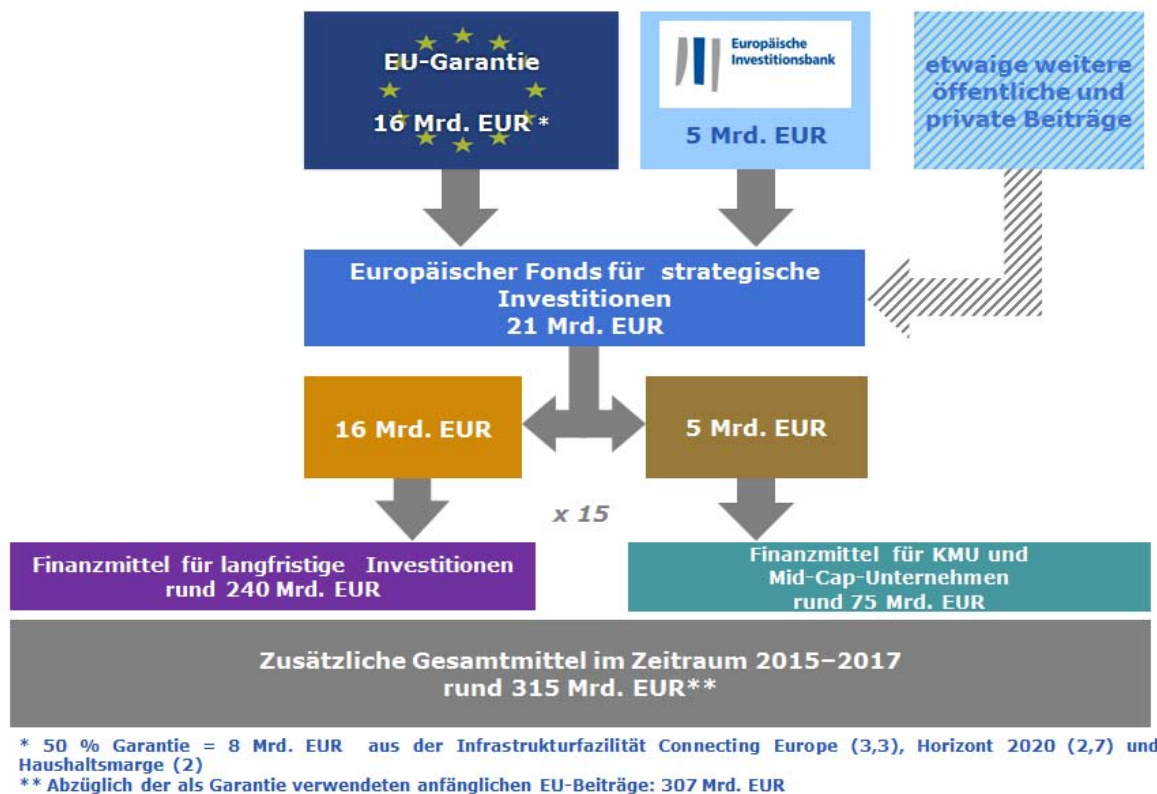 EU-Garantie
16 Mrd. EUR *
Europäische
Investitionsbank
5 Mrd. EUR
etwaige weitere
öffentliche und
private Beiträge
Europäischer Fonds für strategische
Investitionen
21 Mrd. EUR
16 Mrd. EUR
5 Mrd. EUR
x 15
Finanzmittel für langfristige Investitionen
rund 240 Mrd. EUR
Finanzmittel für KMU und
Mid-Cap-Unternehmen
rund 75 Mrd. EUR
Zusätzliche Gesamtmittel im Zeitraum 2015–2017
rund 315 Mrd. EUR**
* 50 % Garantie = 8 Mrd. EUR aus der Infrastrukturfazilität Connecting Europe (3,3), Horizont 2020 (2,7) und
Haushaltsmarge (2)
** Abzüglich der als Garantie verwendeten anfänglichen EU-Beiträge: 307 Mrd. EUR